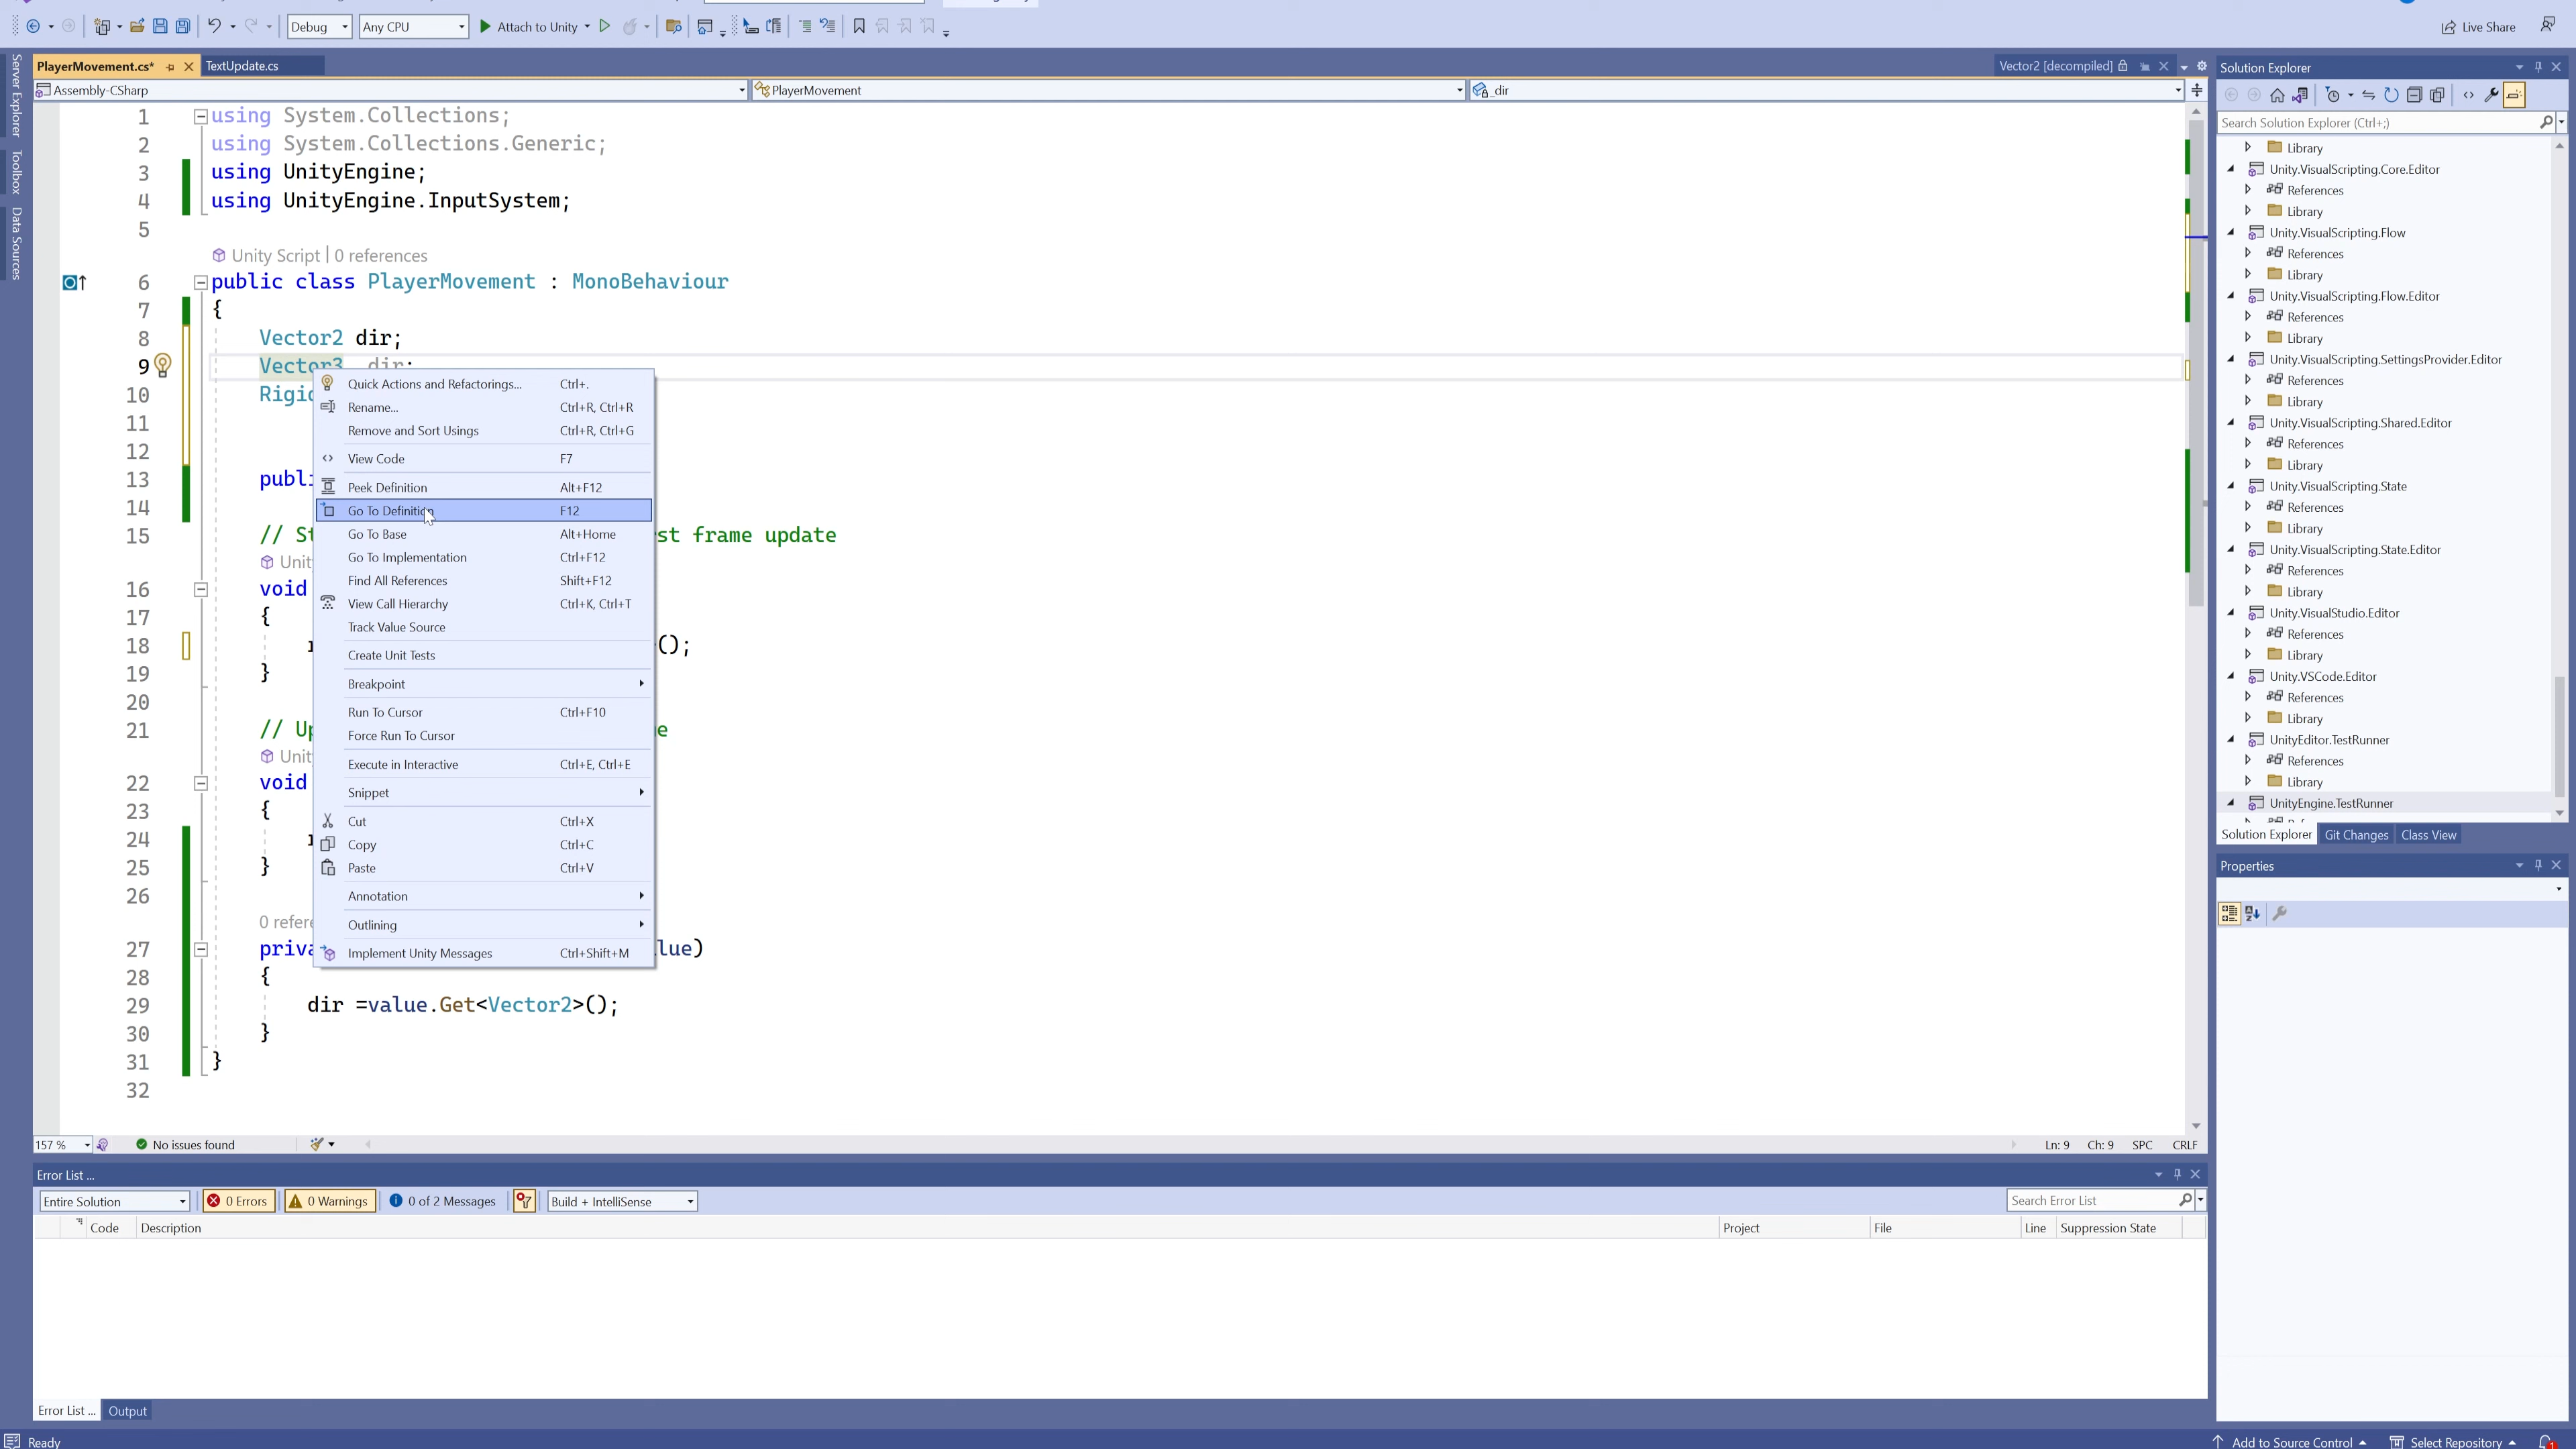 Debug
Any CPU
Attach to Unity
Live Share
Server Explorer
Toolbox
Data Sources
PlayerMovement.cs*
TextUpdate.cs
Vector2 [decompiled]
Assembly-CSharp
PlayerMovement
_dir
1 using System.Collections;
2 using System.Collections.Generic;
3 using UnityEngine;
4 using UnityEngine.InputSystem;
5
Unity Script | 0 references
6 public class PlayerMovement : MonoBehaviour
7 {
8 Vector2 dir;
9 Vector3 _dir;
10 Rigid
11
12
13 publi
14
15 // St st frame update
Unit
16 void
17 {
18 ();
19 }
20
21 // Up e
Unit
22 void
23 {
24
25 }
26
0 refere
27 priva lue)
28 {
29 dir =value.Get<Vector2>();
30 }
31 }
32
Quick Actions and Refactorings... Ctrl+.
Rename... Ctrl+R, Ctrl+R
Remove and Sort Usings Ctrl+R, Ctrl+G
View Code F7
Peek Definition Alt+F12
Go To Definition F12
Go To Base Alt+Home
Go To Implementation Ctrl+F12
Find All References Shift+F12
View Call Hierarchy Ctrl+K, Ctrl+T
Track Value Source
Create Unit Tests
Breakpoint
Run To Cursor Ctrl+F10
Force Run To Cursor
Execute in Interactive Ctrl+E, Ctrl+E
Snippet
Cut Ctrl+X
Copy Ctrl+C
Paste Ctrl+V
Annotation
Outlining
Implement Unity Messages Ctrl+Shift+M
157 %
No issues found
Ln: 9 Ch: 9 SPC CRLF
Error List ...
Entire Solution
0 Errors
0 Warnings
0 of 2 Messages
Build + IntelliSense
Search Error List
Code Description Project File Line Suppression State
Error List ...
Output
Ready
Add to Source Control
Select Repository
1
Solution Explorer
Search Solution Explorer (Ctrl+;)
Library
Unity.VisualScripting.Core.Editor
References
Library
Unity.VisualScripting.Flow
References
Library
Unity.VisualScripting.Flow.Editor
References
Library
Unity.VisualScripting.SettingsProvider.Editor
References
Library
Unity.VisualScripting.Shared.Editor
References
Library
Unity.VisualScripting.State
References
Library
Unity.VisualScripting.State.Editor
References
Library
Unity.VisualStudio.Editor
References
Library
Unity.VSCode.Editor
References
Library
UnityEditor.TestRunner
References
Library
UnityEngine.TestRunner
Solution Explorer
Git Changes
Class View
Properties